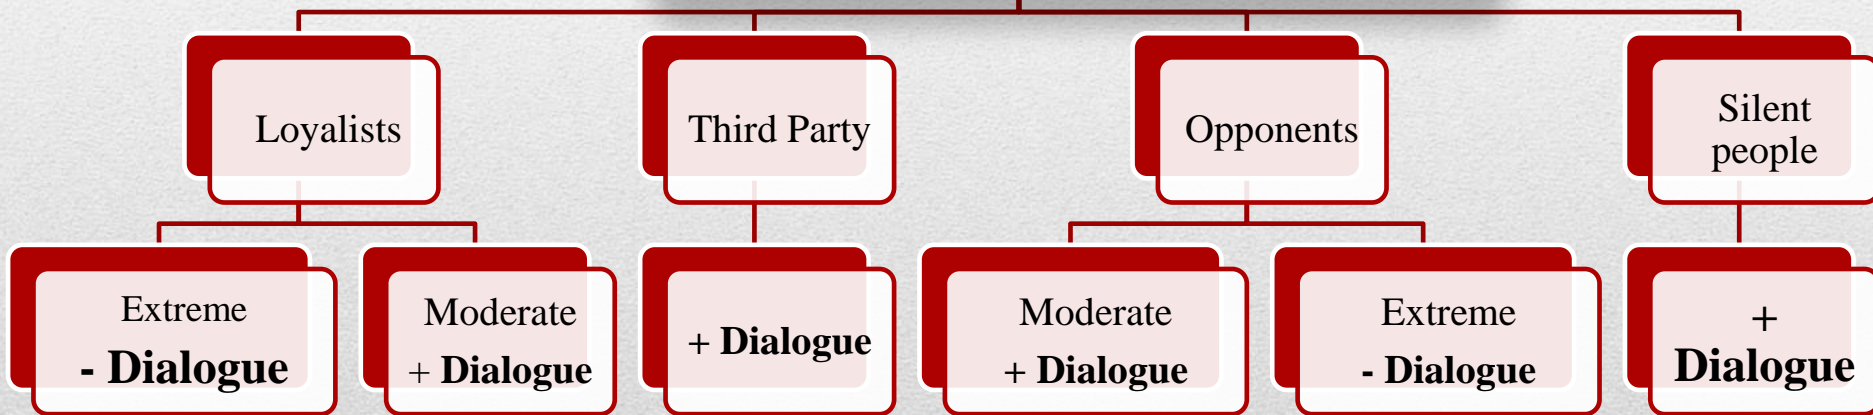 Loyalists
Third Party
Opponents
Silent
people
Extreme
- Dialogue
Moderate
+ Dialogue
+ Dialogue
Moderate
+ Dialogue
Extreme
- Dialogue
+
Dialogue